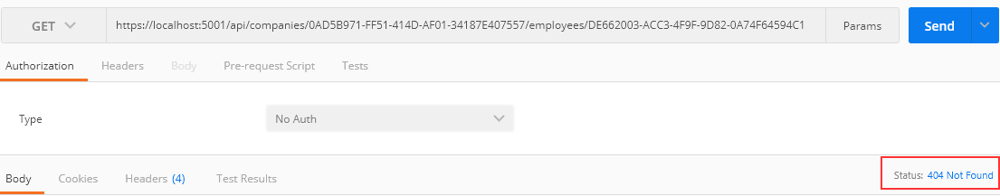 GET https://localhost:5001/api/companies/0AD5B971-FF51-414D-AF01-34187E407557/employees/DE662003-ACC3-4F9F-9D82-0A74F64594C1 Params Send
Authorization Headers Body Pre-request Script Tests
Type No Auth
Body Cookies Headers (4) Test Results Status: 404 Not Found